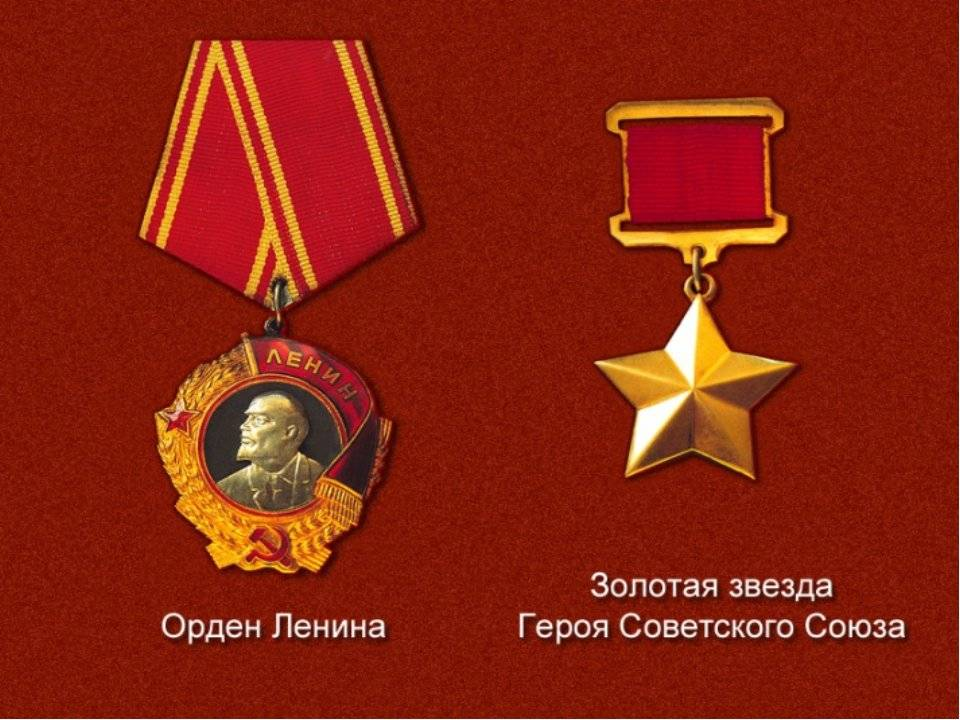 ЛЕНИН
Орден Ленина
Золотая звезда
Героя Советского Союза